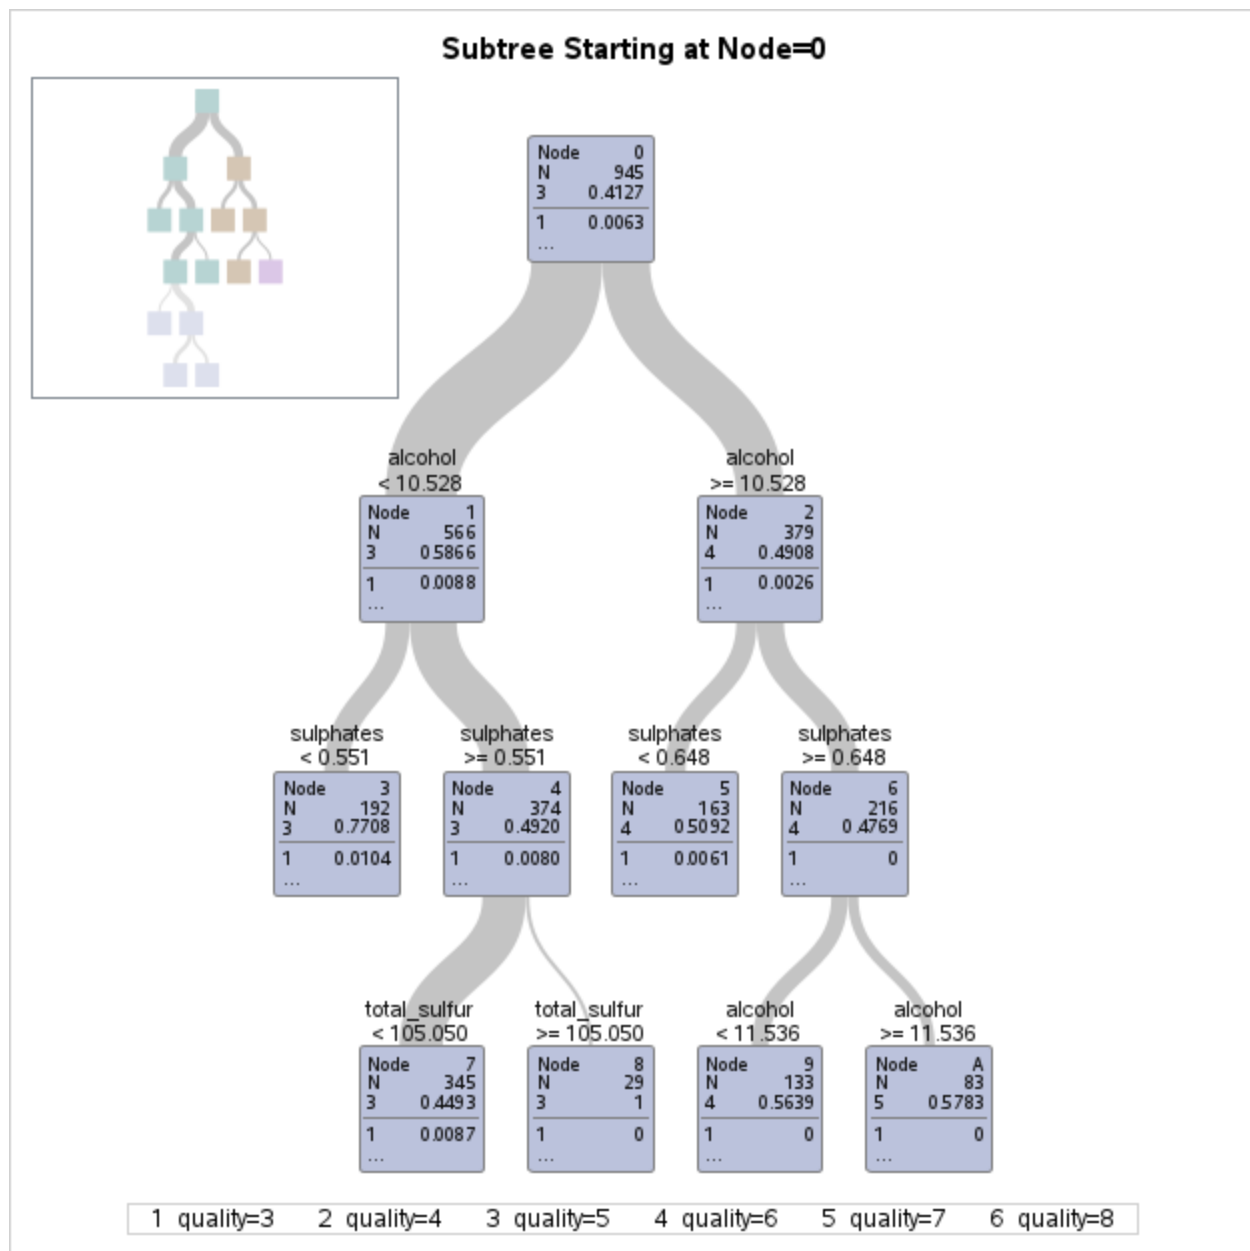 Subtree Starting at Node=0
Node 0
N 945
3 0.4127
1 0.0063
...
alcohol
< 10.528
alcohol
>= 10.528
Node 1
N 566
3 0.5866
1 0.0088
...
Node 2
N 379
4 0.4908
1 0.0026
...
sulphates
< 0.551
sulphates
>= 0.551
sulphates
< 0.648
sulphates
>= 0.648
Node 3
N 192
3 0.7708
1 0.0104
...
Node 4
N 374
3 0.4920
1 0.0080
...
Node 5
N 163
4 0.5092
1 0.0061
...
Node 6
N 216
4 0.4769
1 0
...
total_sulfur
< 105.050
total_sulfur
>= 105.050
alcohol
< 11.536
alcohol
>= 11.536
Node 7
N 345
3 0.4493
1 0.0087
...
Node 8
N 29
3 1
1 0
...
Node 9
N 133
4 0.5639
1 0
...
Node A
N 83
5 0.5783
1 0
...
1 quality=3 2 quality=4 3 quality=5 4 quality=6 5 quality=7 6 quality=8